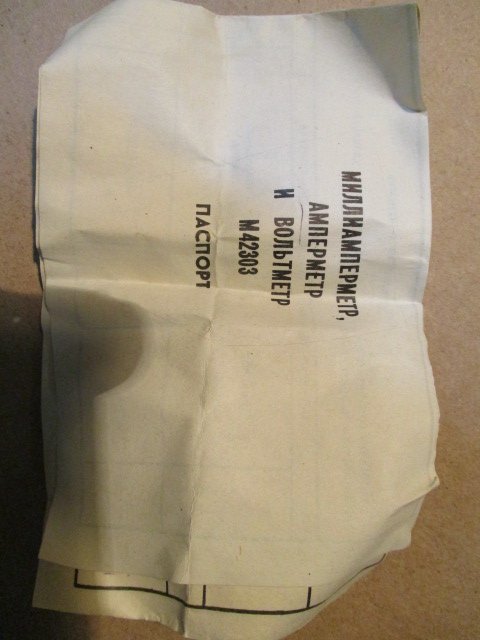 МИЛЛИАМПЕРМЕТР,
АМПЕРМЕТР
И ВОЛЬТМЕТР
М42303
ПАСПОРТ